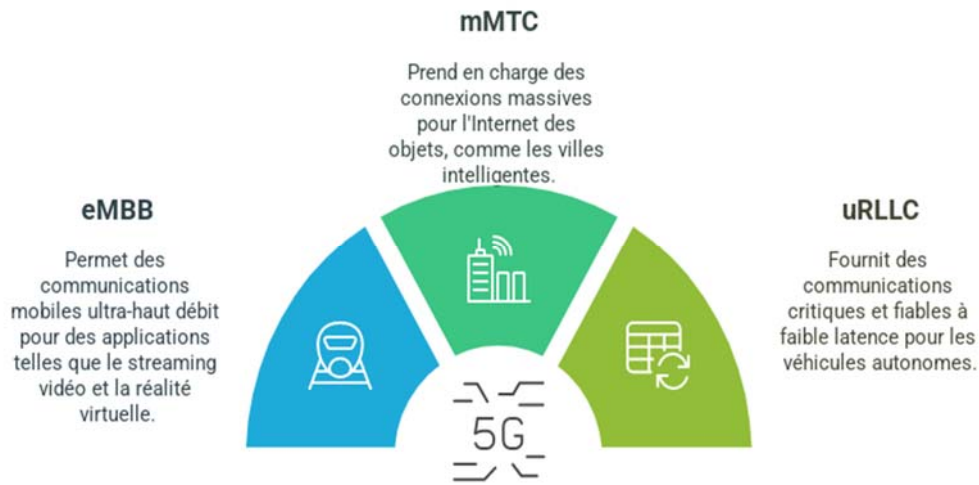 mMTC
Prend en charge des
connexions massives
pour l'Internet des
objets, comme les villes
intelligentes.
eMBB
Permet des
communications
mobiles ultra-haut débit
pour des applications
telles que le streaming
vidéo et la réalité
virtuelle.
uRLLC
Fournit des
communications
critiques et fiables à
faible latence pour les
véhicules autonomes.
5G